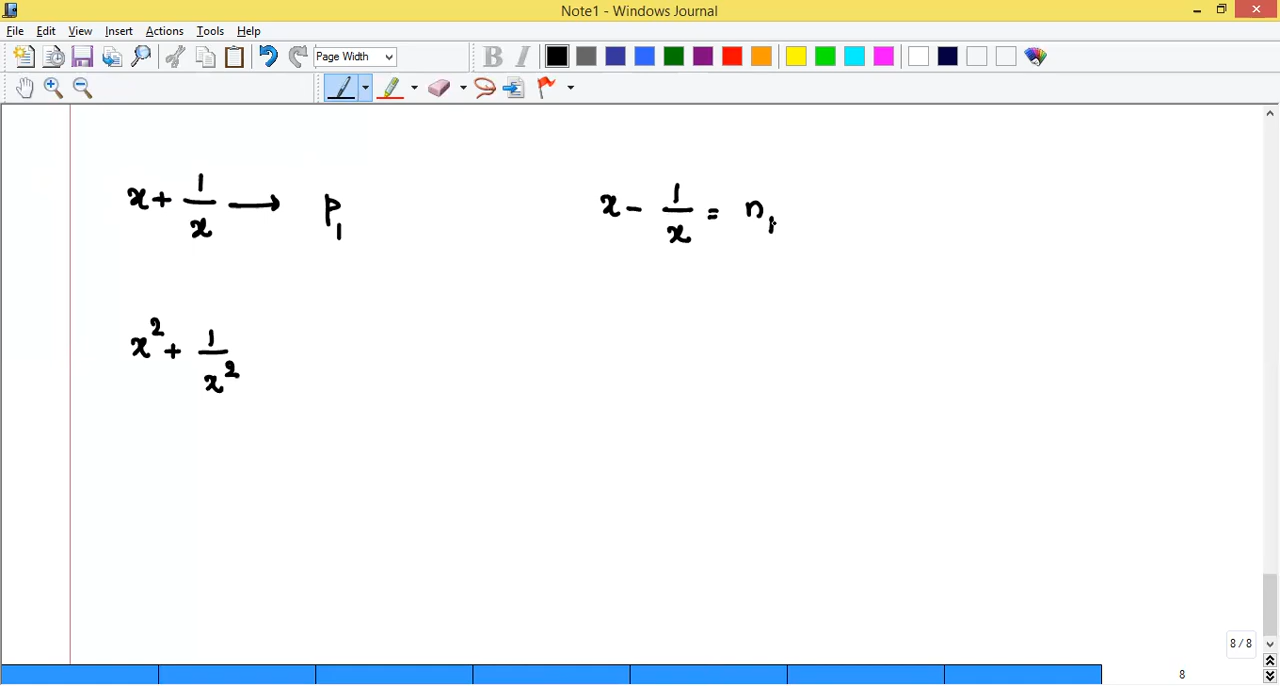 Note1 - Windows Journal
File Edit View Insert Actions Tools Help
Page Width B I
x + 1/x → P₁
x - 1/x = n₁
x² + 1/x²
8 / 8
8